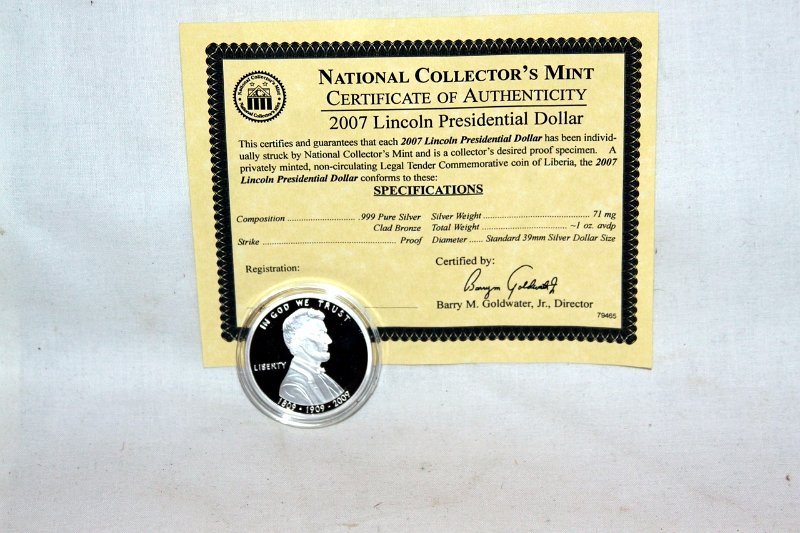 NATIONAL COLLECTOR'S MINT
CERTIFICATE OF AUTHENTICITY
2007 Lincoln Presidential Dollar
This certifies and guarantees that each 2007 Lincoln Presidential Dollar has been individ-
ually struck by National Collector's Mint and is a collector's desired proof specimen. A
privately minted, non-circulating Legal Tender Commemorative coin of Liberia, the 2007
Lincoln Presidential Dollar conforms to these:
SPECIFICATIONS
Composition .999 Pure Silver
Clad Bronze
Strike Proof
Silver Weight 71 mg
Total Weight ~1 oz. avdp
Diameter Standard 39mm Silver Dollar Size
Registration:
Certified by:
Barry M. Goldwater, Jr., Director
79465
IN GOD WE TRUST
LIBERTY
1809 • 1909 • 2009